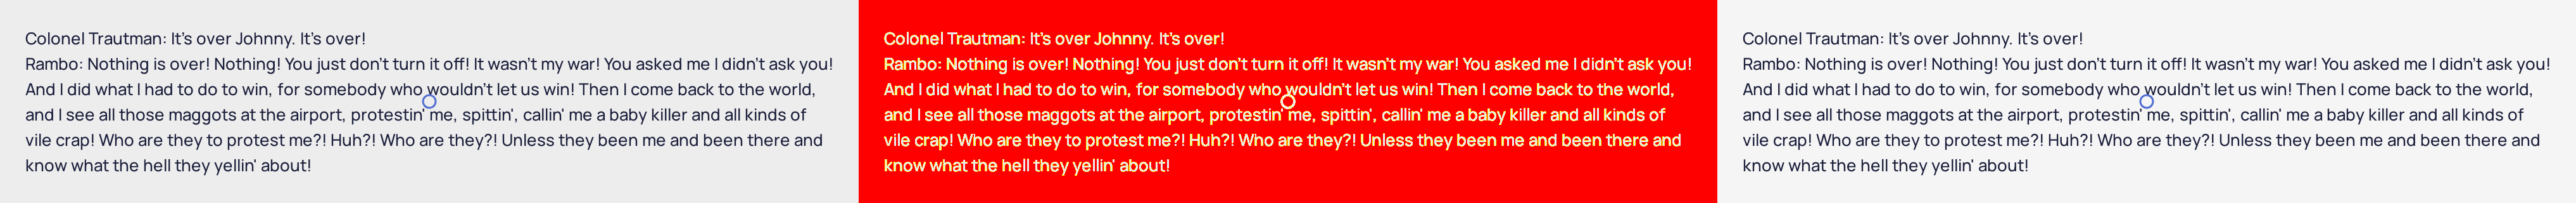 Colonel Trautman: It's over Johnny. It's over!
Rambo: Nothing is over! Nothing! You just don't turn it off! It wasn't my war! You asked me I didn't ask you!
And I did what I had to do to win, for somebody who wouldn't let us win! Then I come back to the world,
and I see all those maggots at the airport, protestin' me, spittin', callin' me a baby killer and all kinds of
vile crap! Who are they to protest me?! Huh?! Who are they?! Unless they been me and been there and
know what the hell they yellin' about!
Colonel Trautman: It's over Johnny. It's over!
Rambo: Nothing is over! Nothing! You just don't turn it off! It wasn't my war! You asked me I didn't ask you!
And I did what I had to do to win, for somebody who wouldn't let us win! Then I come back to the world,
and I see all those maggots at the airport, protestin' me, spittin', callin' me a baby killer and all kinds of
vile crap! Who are they to protest me?! Huh?! Who are they?! Unless they been me and been there and
know what the hell they yellin' about!
Colonel Trautman: It's over Johnny. It's over!
Rambo: Nothing is over! Nothing! You just don't turn it off! It wasn't my war! You asked me I didn't ask you!
And I did what I had to do to win, for somebody who wouldn't let us win! Then I come back to the world,
and I see all those maggots at the airport, protestin' me, spittin', callin' me a baby killer and all kinds of
vile crap! Who are they to protest me?! Huh?! Who are they?! Unless they been me and been there and
know what the hell they yellin' about!